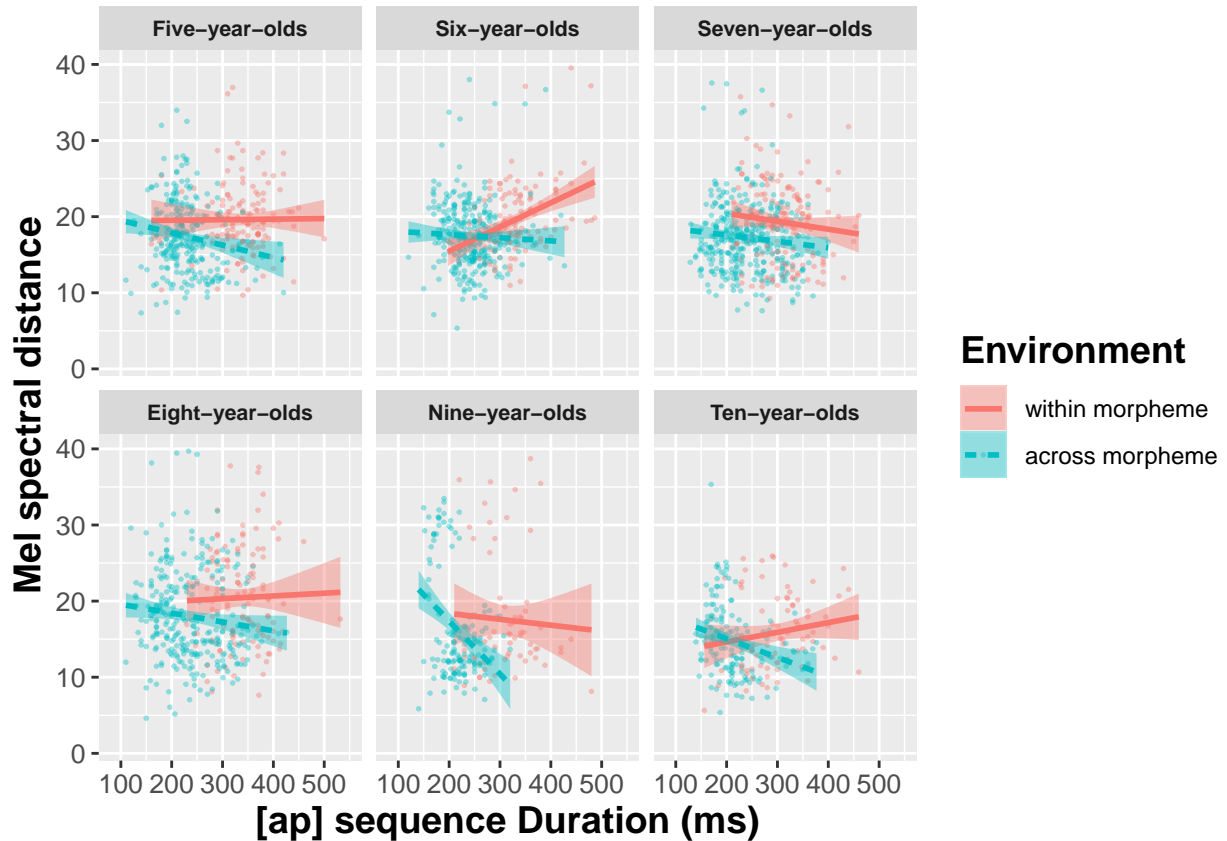 Five−year−olds Six−year−olds Seven−year−olds
40
30
20
10
0
Eight−year−olds Nine−year−olds Ten−year−olds
40
30
20
10
0
100 200 300 400 500 100 200 300 400 500 100 200 300 400 500
[ap] sequence Duration (ms)
Mel spectral distance
Environment
within morpheme
across morpheme